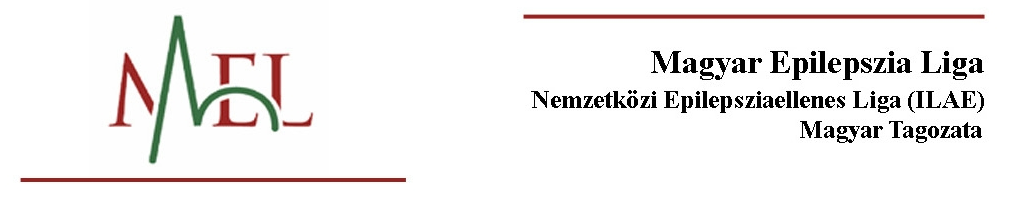 MEL
Magyar Epilepszia Liga
Nemzetközi Epilepsziaellenes Liga (ILAE)
Magyar Tagozata